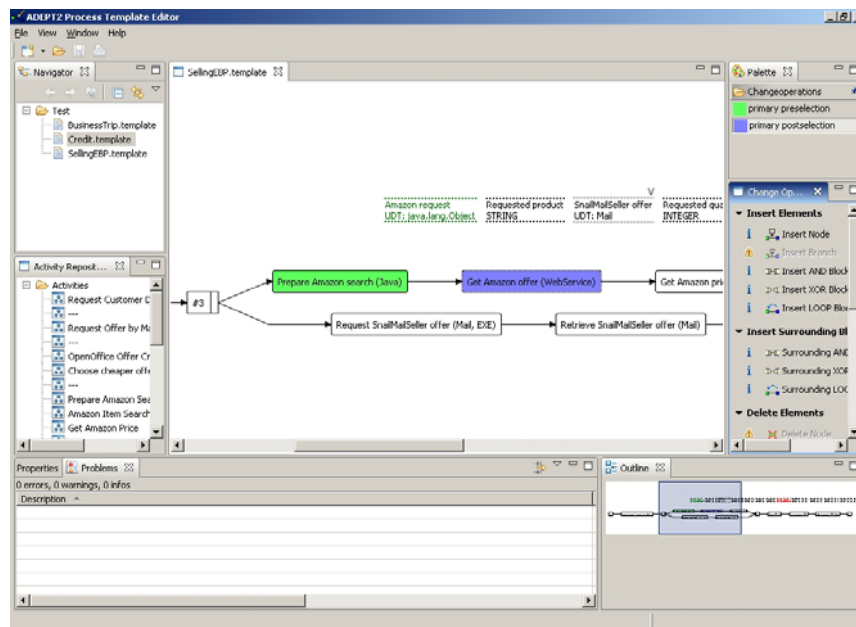 ADEPT2 Process Template Editor
File View Window Help
Navigator
Test
BusinessTrip.template
Credit.template
SellingEBP.template
Activity Reposit...
Activities
Request Customer D
---
Request Offer by Ma
---
OpenOffice Offer Cr
Choose cheaper offe
---
Prepare Amazon Sea
Amazon Item Search
Get Amazon Price
SellingEBP.template
Amazon request
UDT: java.lang.Object
Requested product
STRING
SnailMailSeller offer
UDT: Mail
Requested qua
INTEGER
#3
Prepare Amazon search (Java)
Get Amazon offer (WebService)
Get Amazon pri
Request SnailMailSeller offer (Mail, EXE)
Retrieve SnailMailSeller offer (Mail)
Palette
Changeoperations
primary preselection
primary postselection
Change Op...
Insert Elements
Insert Node
Insert Branch
Insert AND Block
Insert XOR Block
Insert LOOP Bloc
Insert Surrounding Bl
Surrounding AND
Surrounding XOR
Surrounding LOO
Delete Elements
Delete Node
Properties Problems
0 errors, 0 warnings, 0 infos
Description
Outline